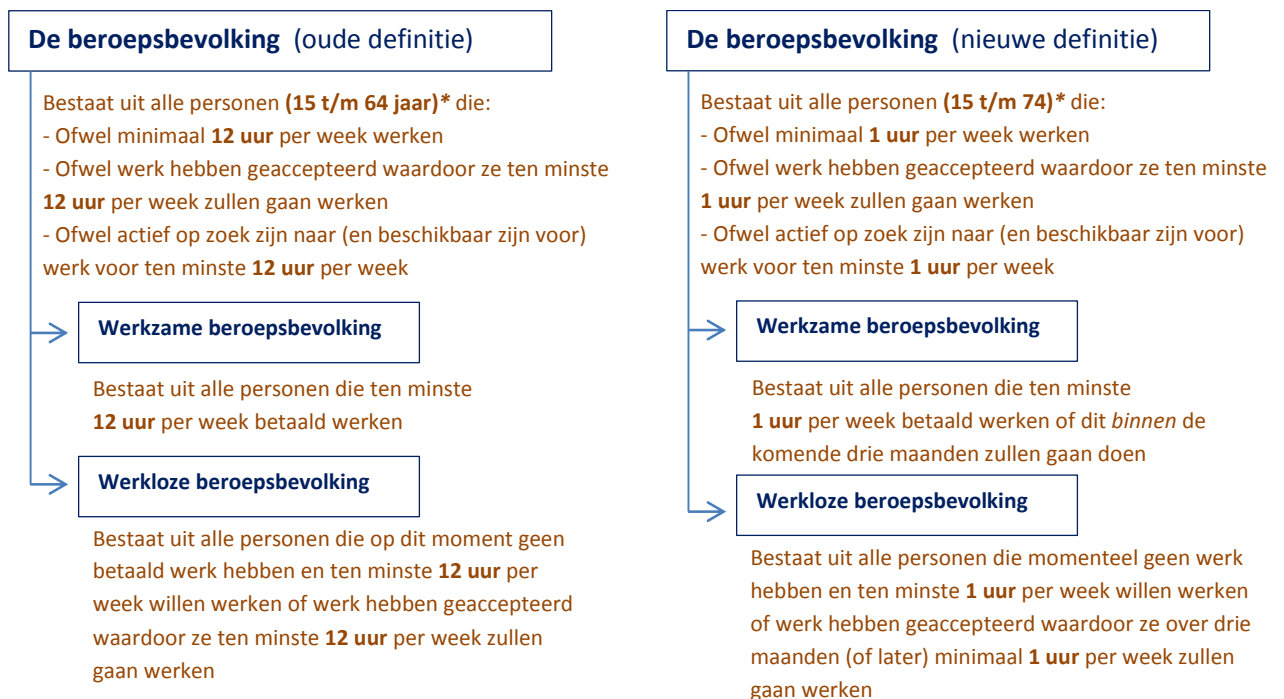 De beroepsbevolking (oude definitie)
Bestaat uit alle personen (15 t/m 64 jaar)* die:
- Ofwel minimaal 12 uur per week werken
- Ofwel werk hebben geaccepteerd waardoor ze ten minste
12 uur per week zullen gaan werken
- Ofwel actief op zoek zijn naar (en beschikbaar zijn voor)
werk voor ten minste 12 uur per week
Werkzame beroepsbevolking
Bestaat uit alle personen die ten minste
12 uur per week betaald werken
Werkloze beroepsbevolking
Bestaat uit alle personen die op dit moment geen
betaald werk hebben en ten minste 12 uur per
week willen werken of werk hebben geaccepteerd
waardoor ze ten minste 12 uur per week zullen
gaan werken
De beroepsbevolking (nieuwe definitie)
Bestaat uit alle personen (15 t/m 74)* die:
- Ofwel minimaal 1 uur per week werken
- Ofwel werk hebben geaccepteerd waardoor ze ten minste
1 uur per week zullen gaan werken
- Ofwel actief op zoek zijn naar (en beschikbaar zijn voor)
werk voor ten minste 1 uur per week
Werkzame beroepsbevolking
Bestaat uit alle personen die ten minste
1 uur per week betaald werken of dit binnen de
komende drie maanden zullen gaan doen
Werkloze beroepsbevolking
Bestaat uit alle personen die momenteel geen werk
hebben en ten minste 1 uur per week willen werken
of werk hebben geaccepteerd waardoor ze over drie
maanden (of later) minimaal 1 uur per week zullen
gaan werken